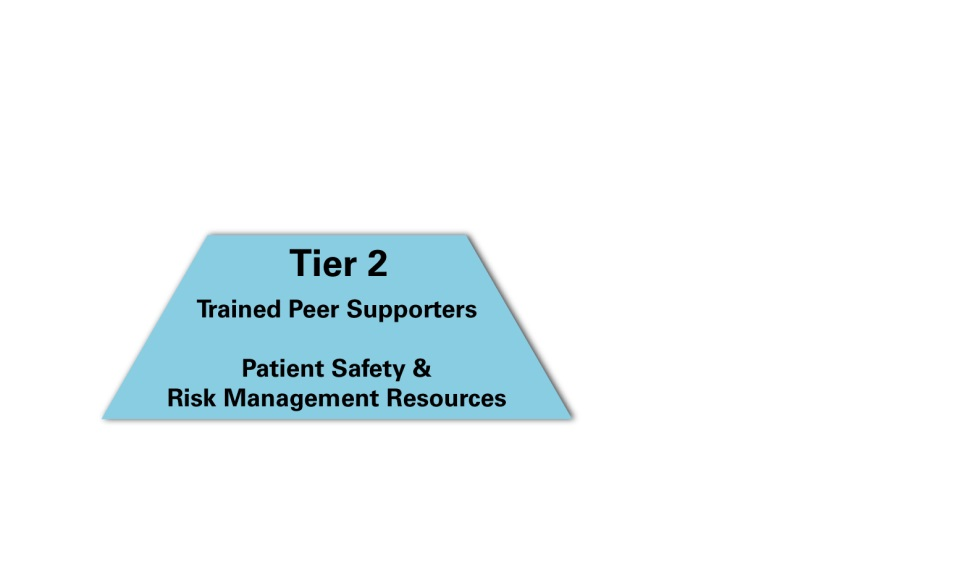 Tier 2
Trained Peer Supporters
Patient Safety &
Risk Management Resources